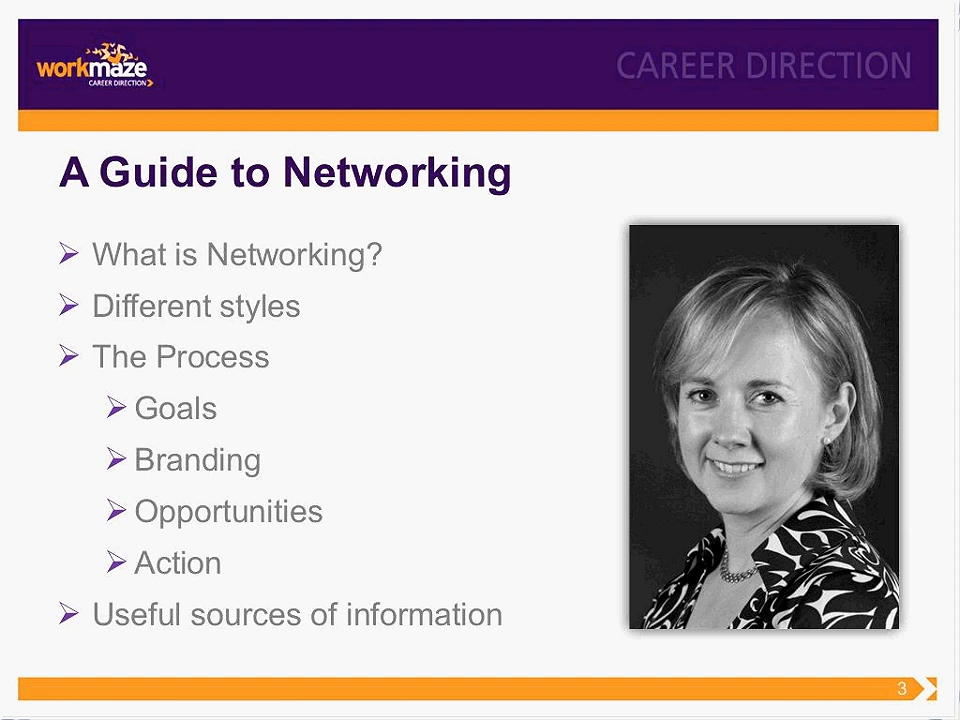 workmaze
CAREER DIRECTION
CAREER DIRECTION
A Guide to Networking
What is Networking?
Different styles
The Process
Goals
Branding
Opportunities
Action
Useful sources of information
3